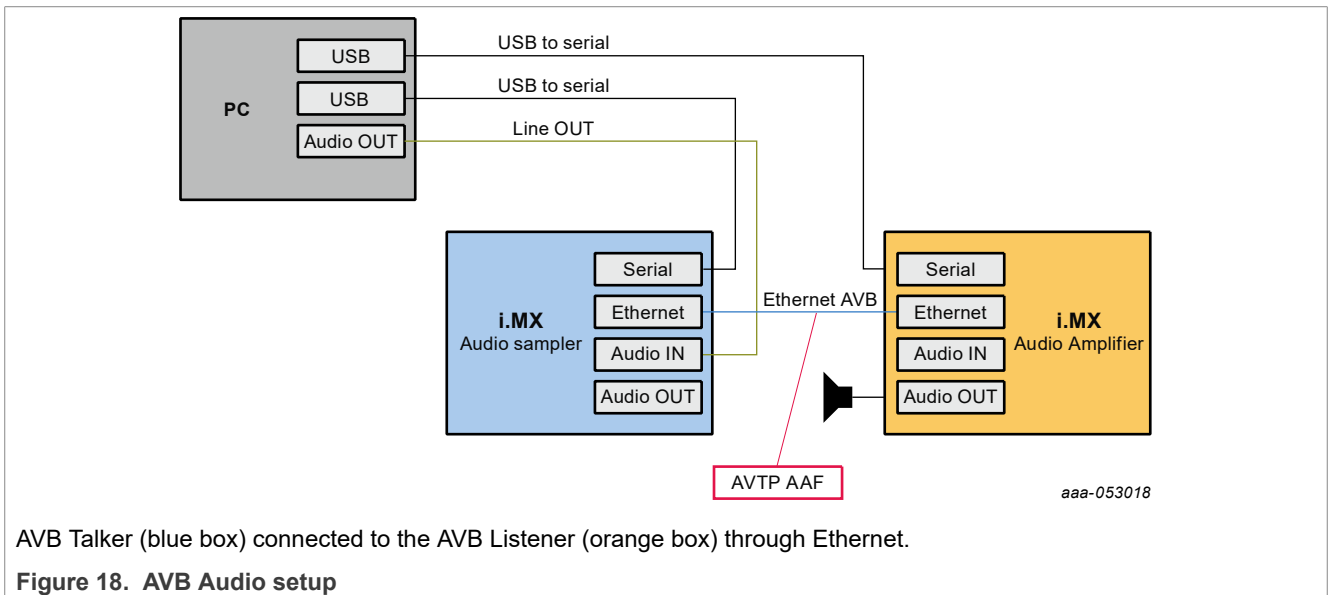 USB to serial
USB
USB to serial
USB
PC
Line OUT
Audio OUT
Serial
Serial
Ethernet AVB
Ethernet
Ethernet
i.MX
Audio sampler
i.MX
Audio Amplifier
Audio IN
Audio IN
Audio OUT
Audio OUT
AVTP AAF
aaa-053018
AVB Talker (blue box) connected to the AVB Listener (orange box) through Ethernet.
Figure 18. AVB Audio setup